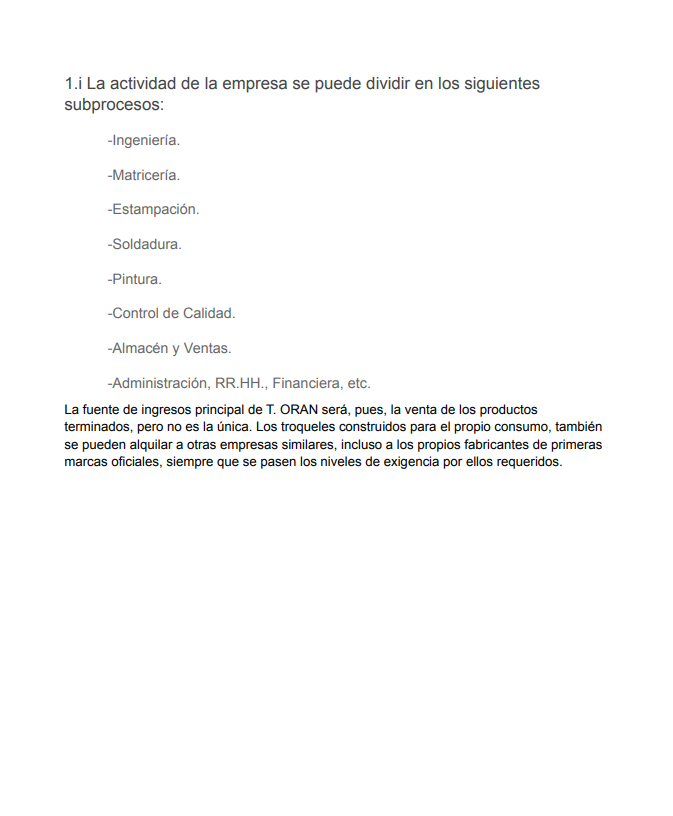 1.i La actividad de la empresa se puede dividir en los siguientes
subprocesos:
-Ingeniería.
-Matricería.
-Estampación.
-Soldadura.
-Pintura.
-Control de Calidad.
-Almacén y Ventas.
-Administración, RR.HH., Financiera, etc.
La fuente de ingresos principal de T. ORAN será, pues, la venta de los productos
terminados, pero no es la única. Los troqueles construidos para el propio consumo, también
se pueden alquilar a otras empresas similares, incluso a los propios fabricantes de primeras
marcas oficiales, siempre que se pasen los niveles de exigencia por ellos requeridos.